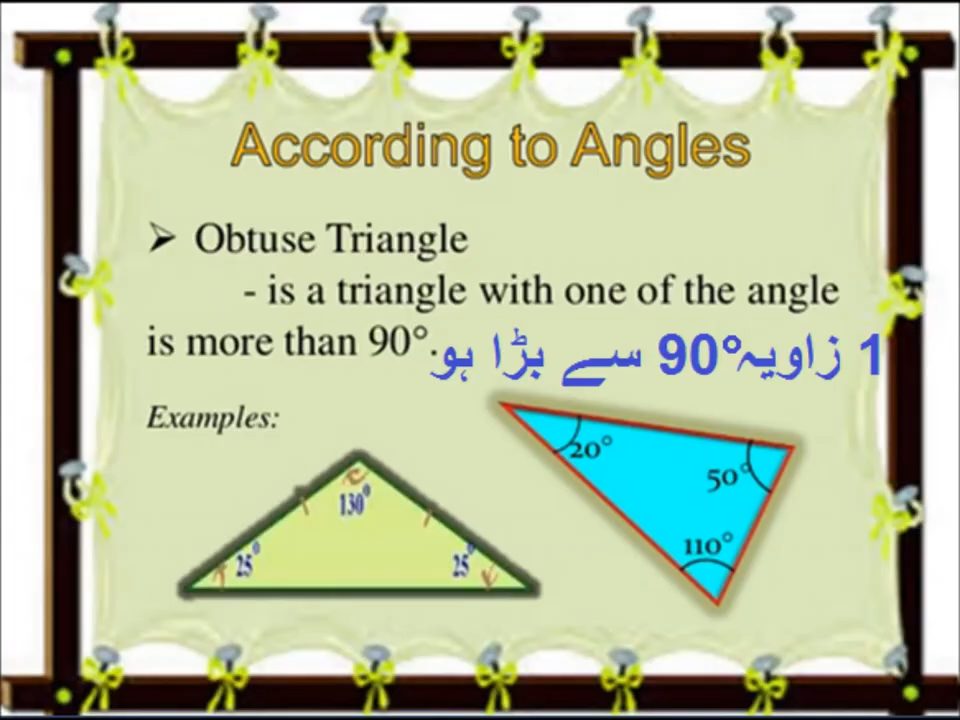 According to Angles
➢ Obtuse Triangle
- is a triangle with one of the angle
is more than 90°.
1 زاویہ 90° سے بڑا ہو
Examples:
20°
50°
110°
130°
25°
25°